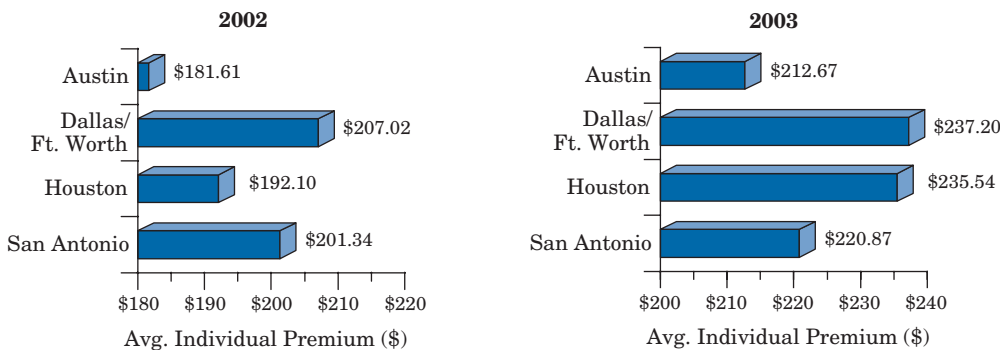 2002
Austin
$181.61
Dallas/
Ft. Worth
$207.02
Houston
$192.10
San Antonio
$201.34
$180 $190 $200 $210 $220
Avg. Individual Premium ($)
2003
Austin
$212.67
Dallas/
Ft. Worth
$237.20
Houston
$235.54
San Antonio
$220.87
$200 $210 $220 $230 $240
Avg. Individual Premium ($)